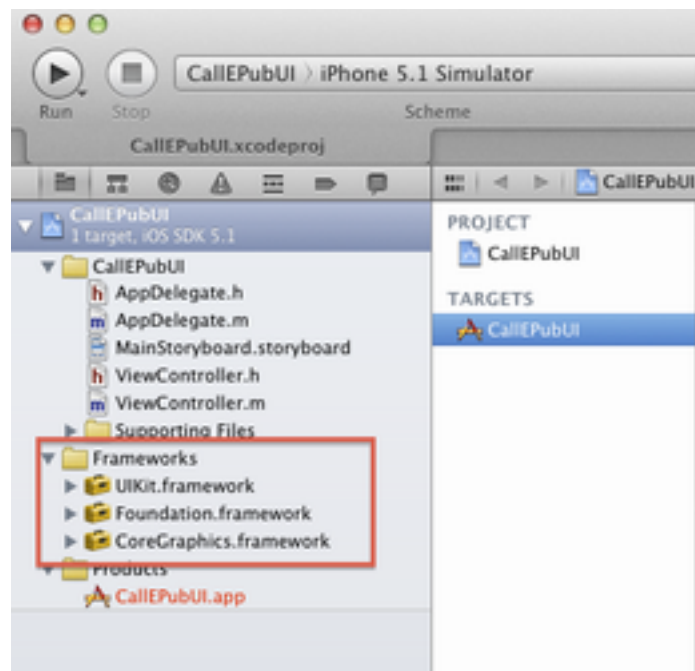 CallEPubUI › iPhone 5.1 Simulator
Run Stop Scheme
CallEPubUI.xcodeproj
CallEPubUI
CallEPubUI
1 target, iOS SDK 5.1
CallEPubUI
AppDelegate.h
AppDelegate.m
MainStoryboard.storyboard
ViewController.h
ViewController.m
Supporting Files
Frameworks
UIKit.framework
Foundation.framework
CoreGraphics.framework
Products
CallEPubUI.app
PROJECT
CallEPubUI
TARGETS
CallEPubUI